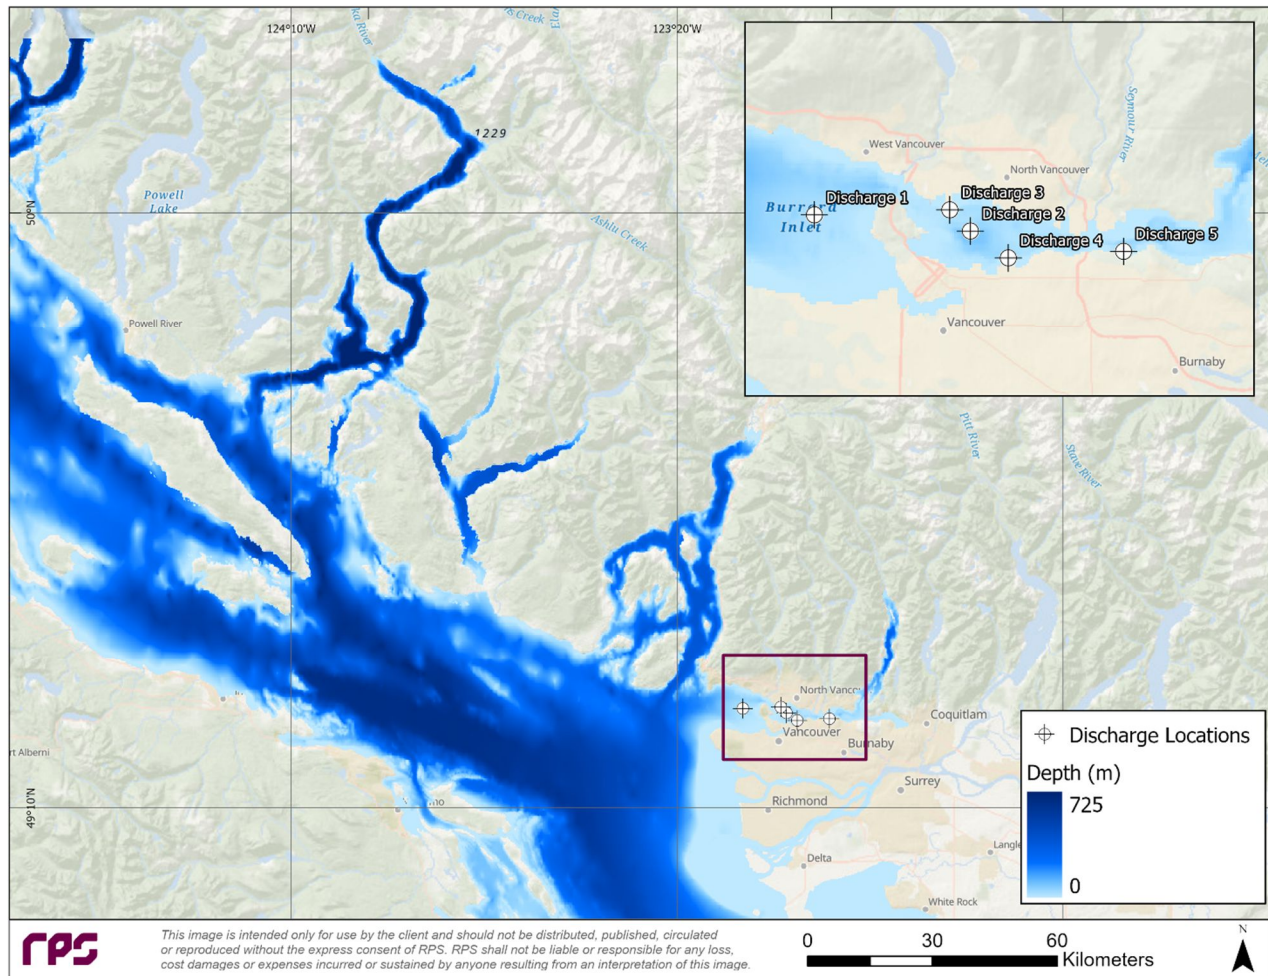 124°10'W
123°20'W
50°N
49°10'N
1229
Powell
Lake
Ashlu Creek
Powell River
Pitt River
Stave River
North Vanco
Vancouver
Burnaby
Coquitlam
Surrey
Richmond
Delta
Langle
White Rock
rt Alberni
West Vancouver
North Vancouver
Seymour River
Burrard
Inlet
Discharge 1
Discharge 3
Discharge 2
Discharge 4
Discharge 5
Vancouver
Burnaby
Discharge Locations
Depth (m)
725
0
rps
This image is intended only for use by the client and should not be distributed, published, circulated
or reproduced without the express consent of RPS. RPS shall not be liable or responsible for any loss,
cost damages or expenses incurred or sustained by anyone resulting from an interpretation of this image.
0 30 60
Kilometers
N